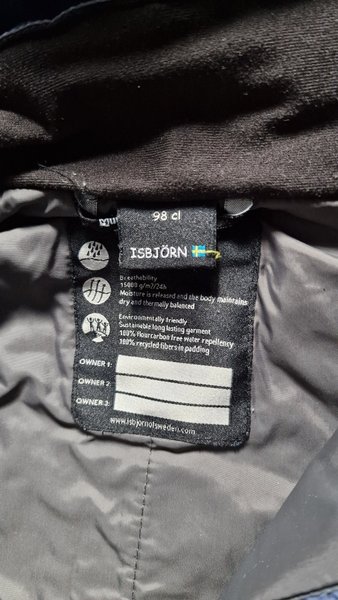 98 cl
ISBJÖRN
Breathability
15000 g/m2/24h
Moisture is released and the body maintains
dry and thermally balanced
Environmentally friendly
Sustainable long lasting garment
100% flourcarbon free water repellency
100% recycled fibers in padding
OWNER 1:
OWNER 2:
OWNER 3:
www.isbjornofsweden.com